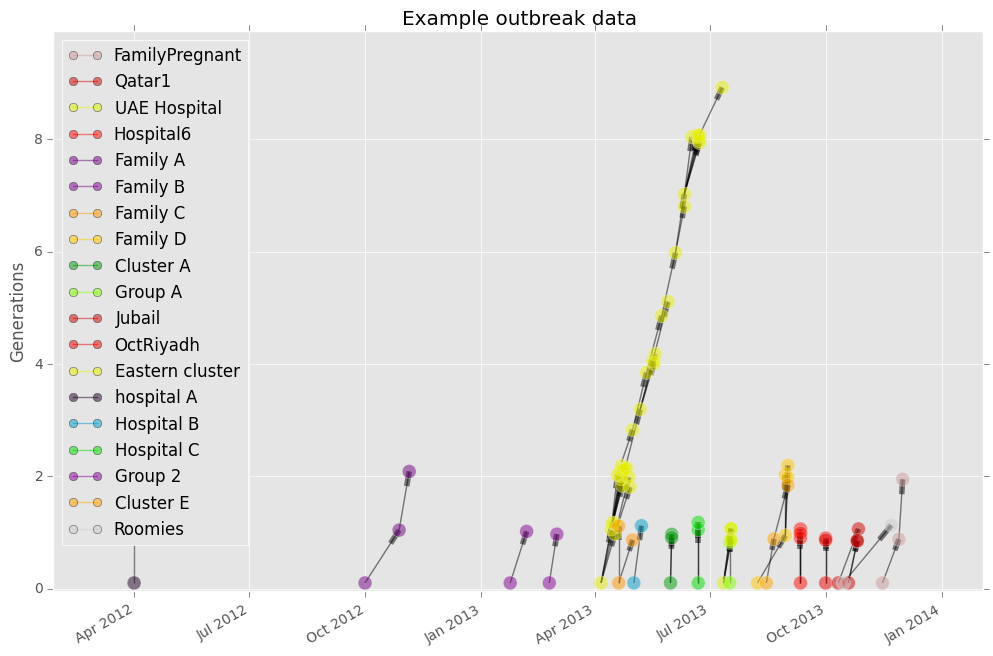 Example outbreak data
FamilyPregnant
Qatar1
UAE Hospital
Hospital6
Family A
Family B
Family C
Family D
Cluster A
Group A
Jubail
OctRiyadh
Eastern cluster
hospital A
Hospital B
Hospital C
Group 2
Cluster E
Roomies
Generations
8
6
4
2
0
Apr 2012
Jul 2012
Oct 2012
Jan 2013
Apr 2013
Jul 2013
Oct 2013
Jan 2014